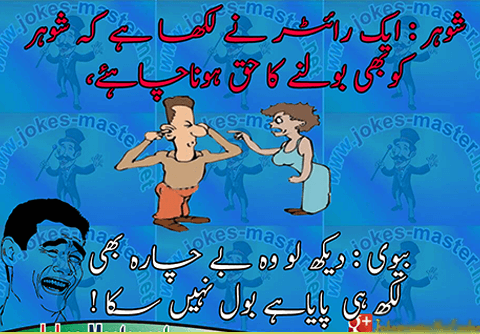 شوہر : ایک رائٹر نے لکھا ہے کہ شوہر
کو بھی بولنے کا حق ہونا چاہئے،
بیوی : دیکھ لو وہ بے چارہ بھی
لکھ ہی پایا ہے بول نہیں سکا !
www.jokes-master.net